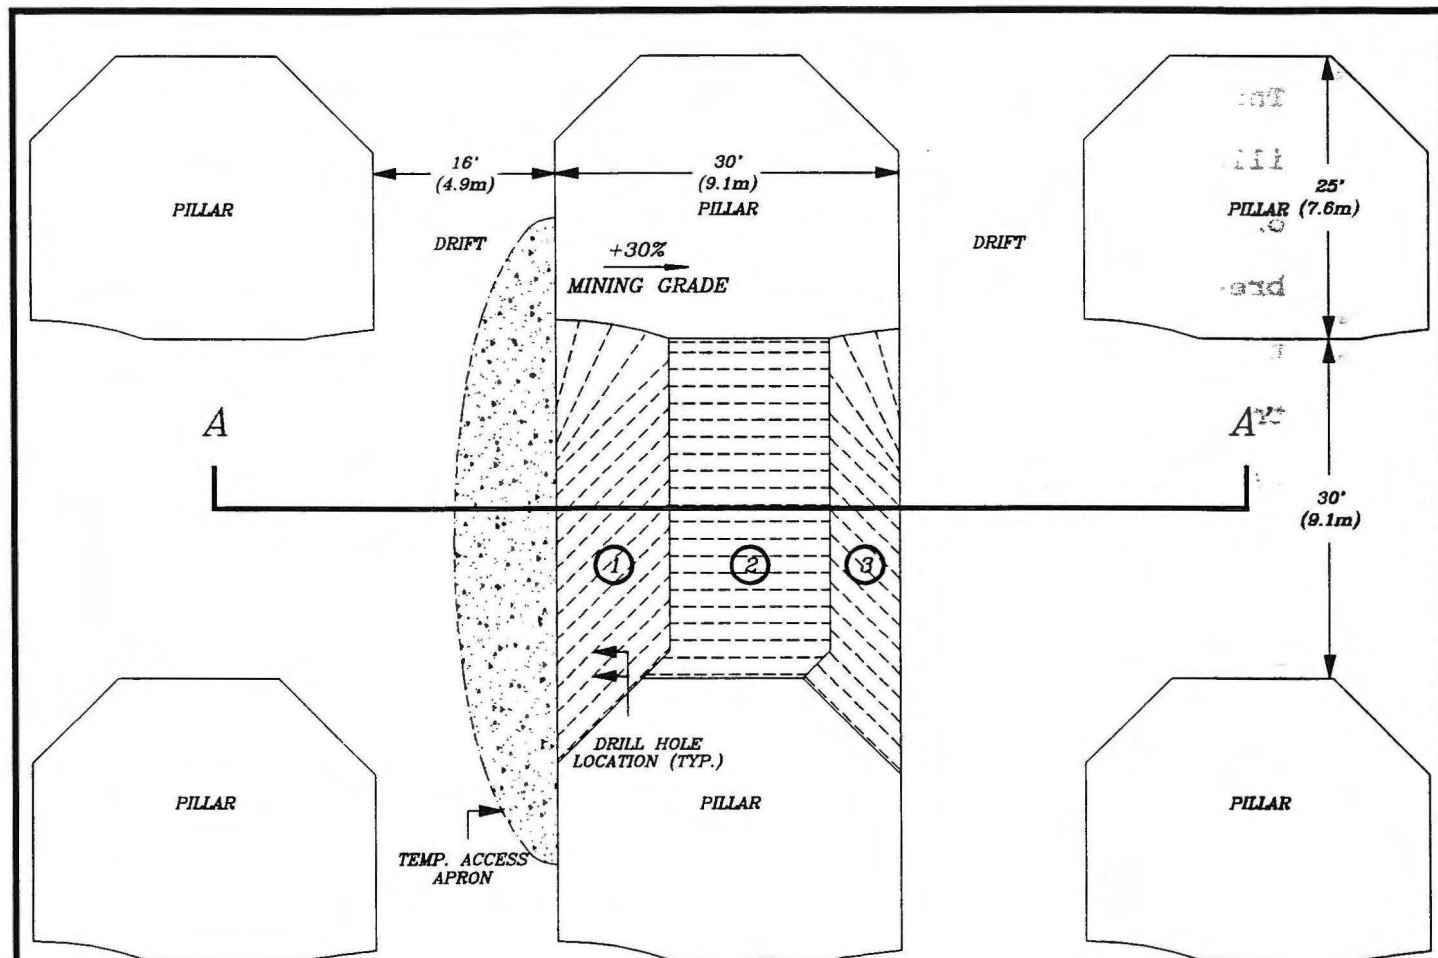 16'
(4.9m)
30'
(9.1m)
PILLAR
25'
PILLAR (7.6m)
PILLAR
DRIFT
DRIFT
+30%
MINING GRADE
A
A'
30'
(9.1m)
1
2
3
DRILL HOLE
LOCATION (TYP.)
PILLAR
PILLAR
PILLAR
TEMP. ACCESS
APRON